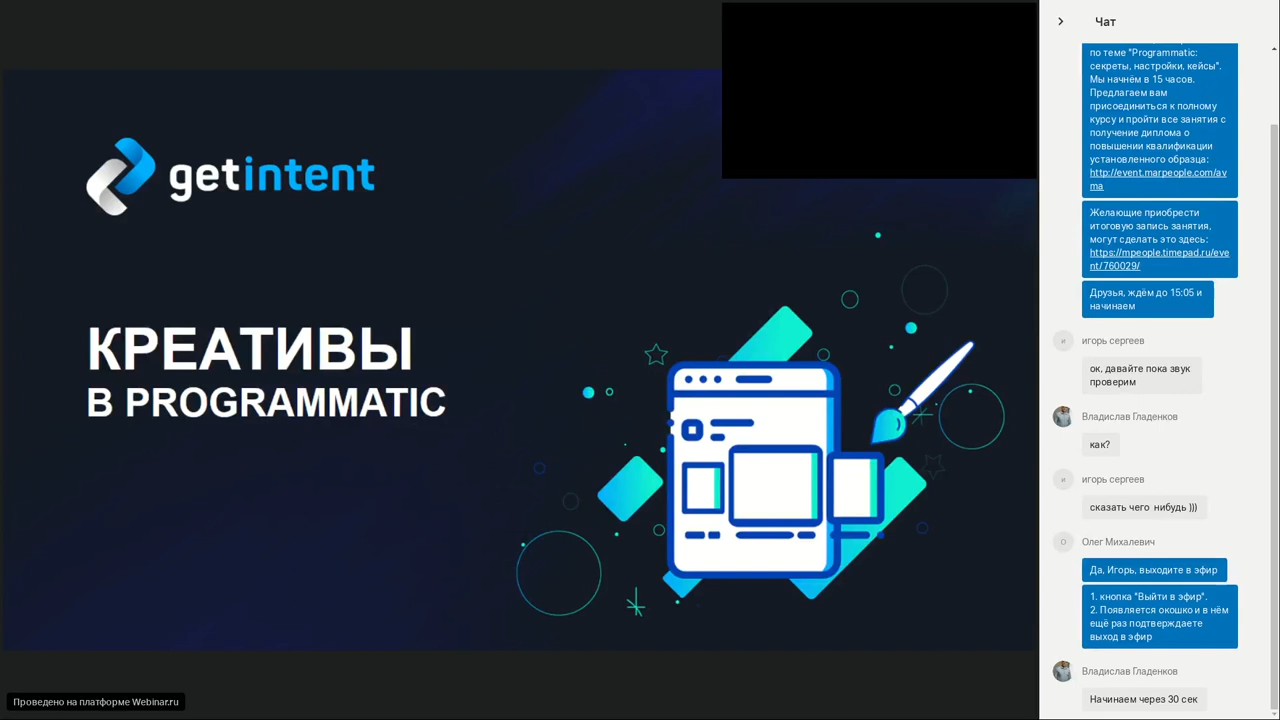 getintent
КРЕАТИВЫ
В PROGRAMMATIC
Проведено на платформе Webinar.ru
Чат
по теме "Programmatic:
секреты, настройки, кейсы".
Мы начнём в 15 часов.
Предлагаем вам
присоединиться к полному
курсу и пройти все занятия с
получение диплома о
повышении квалификации
установленного образца:
http://event.marpeople.com/av
ma
Желающие приобрести
итоговую запись занятия,
могут сделать это здесь:
https://mpeople.timepad.ru/eve
nt/760029/
Друзья, ждём до 15:05 и
начинаем
и
игорь сергеев
ок, давайте пока звук
проверим
Владислав Гладенков
как?
и
игорь сергеев
сказать чего нибудь )))
О
Олег Михалевич
Да, Игорь, выходите в эфир
1. кнопка "Выйти в эфир".
2. Появляется окошко и в нём
ещё раз подтверждаете
выход в эфир
Владислав Гладенков
Начинаем через 30 сек